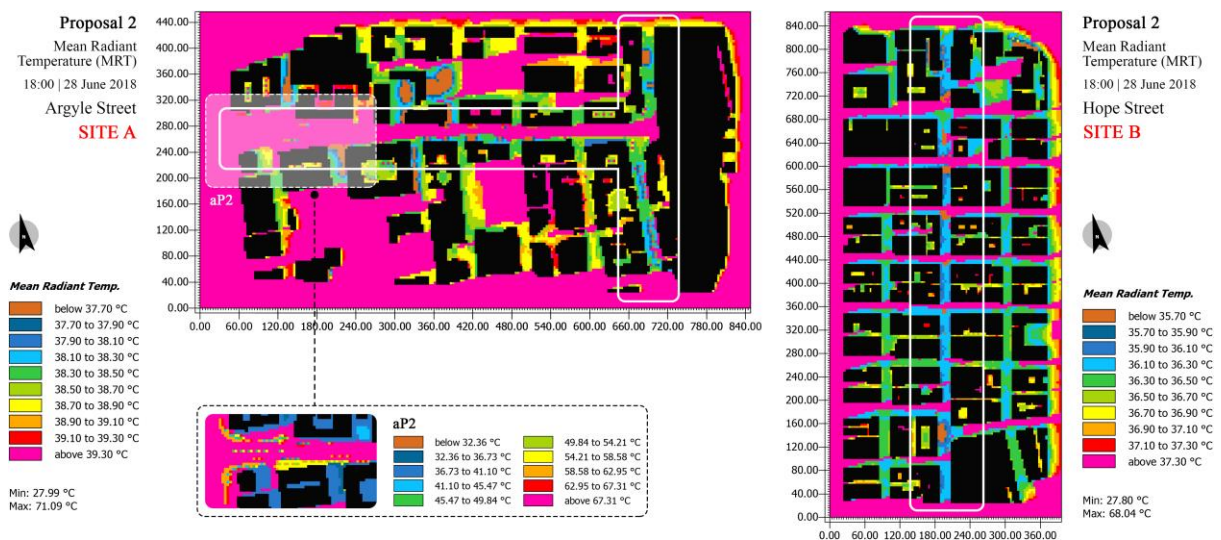 Proposal 2
Mean Radiant
Temperature (MRT)
18:00 | 28 June 2018
Argyle Street
SITE A
N
Mean Radiant Temp.
below 37.70 °C
37.70 to 37.90 °C
37.90 to 38.10 °C
38.10 to 38.30 °C
38.30 to 38.50 °C
38.50 to 38.70 °C
38.70 to 38.90 °C
38.90 to 39.10 °C
39.10 to 39.30 °C
above 39.30 °C
Min: 27.99 °C
Max: 71.09 °C
440.00
400.00
360.00
320.00
280.00
240.00
200.00
160.00
120.00
80.00
40.00
0.00
aP2
0.00 60.00 120.00 180.00 240.00 300.00 360.00 420.00 480.00 540.00 600.00 660.00 720.00 840.00
aP2
below 32.36 °C
32.36 to 36.73 °C
36.73 to 41.10 °C
41.10 to 45.47 °C
45.47 to 49.84 °C
49.84 to 54.21 °C
54.21 to 58.58 °C
58.58 to 62.95 °C
62.95 to 67.31 °C
above 67.31 °C
840.00
800.00
760.00
720.00
680.00
640.00
600.00
560.00
520.00
480.00
440.00
400.00
360.00
320.00
280.00
240.00
200.00
160.00
120.00
80.00
40.00
0.00
0.00 60.00 120.00 180.00 240.00 300.00 360.00
Proposal 2
Mean Radiant
Temperature (MRT)
18:00 | 28 June 2018
Hope Street
SITE B
N
Mean Radiant Temp.
below 35.70 °C
35.70 to 35.90 °C
35.90 to 36.10 °C
36.10 to 36.30 °C
36.30 to 36.50 °C
36.50 to 36.70 °C
36.70 to 36.90 °C
36.90 to 37.10 °C
37.10 to 37.30 °C
above 37.30 °C
Min: 27.80 °C
Max: 68.04 °C